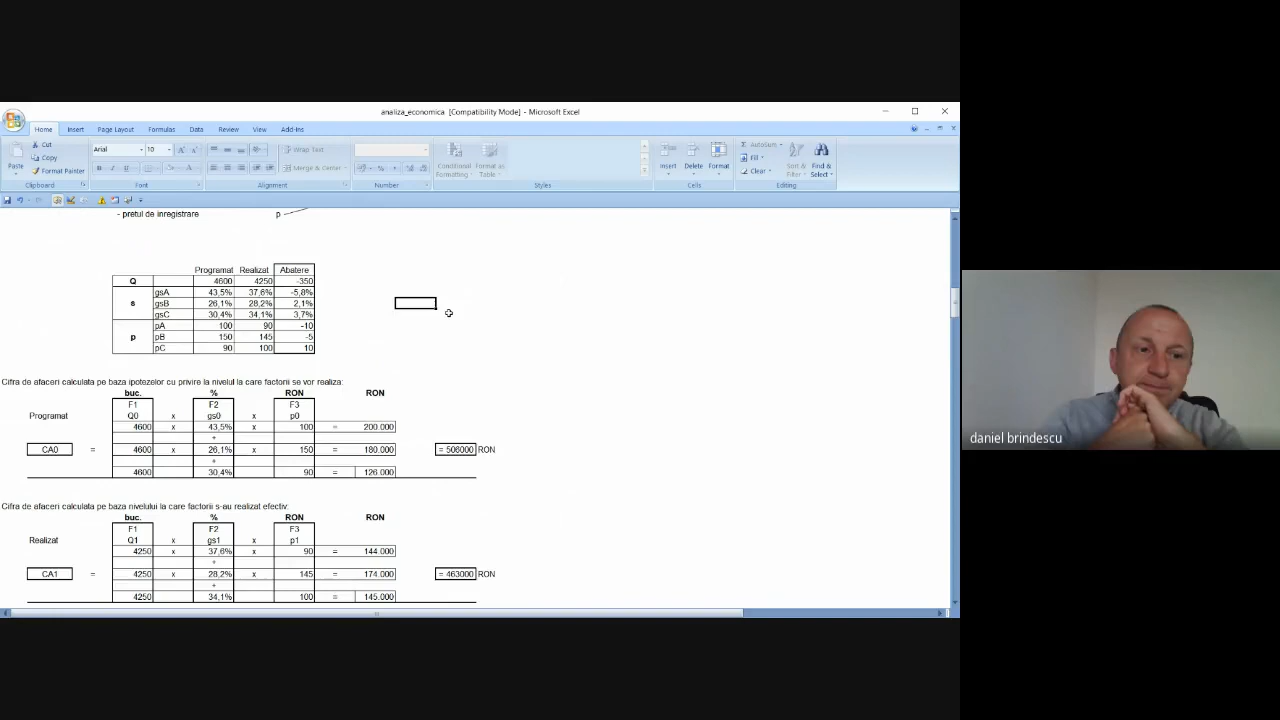 analiza_economica [Compatibility Mode] - Microsoft Excel
Home Insert Page Layout Formulas Data Review View Add-Ins
Paste Cut Copy Format Painter Arial 10 Wrap Text Merge & Center Conditional Formatting Format as Table Insert Delete Format AutoSum Fill Clear Sort & Filter Find & Select
Clipboard Font Alignment Number Styles Cells Editing
- pretul de inregistrare p
Programat Realizat Abatere
Q 4600 4250 -350
gsA 43,5% 37,6% -5,8%
s gsB 26,1% 28,2% 2,1%
gsC 30,4% 34,1% 3,7%
pA 100 90 -10
p pB 150 145 -5
pC 90 100 10
Cifra de afaceri calculata pe baza ipotezelor cu privire la nivelul la care factorii se vor realiza:
buc. % RON RON
F1 F2 F3
Programat Q0 x gs0 x p0
4600 x 43,5% x 100 = 200.000
+
CA0 = 4600 x 26,1% x 150 = 180.000 = 506000 RON
+
4600 30,4% 90 = 126.000
Cifra de afaceri calculata pe baza nivelului la care factorii s-au realizat efectiv:
buc. % RON RON
F1 F2 F3
Realizat Q1 x gs1 x p1
4250 x 37,6% x 90 = 144.000
+
CA1 = 4250 x 28,2% x 145 = 174.000 = 463000 RON
+
4250 34,1% 100 = 145.000
daniel brindescu